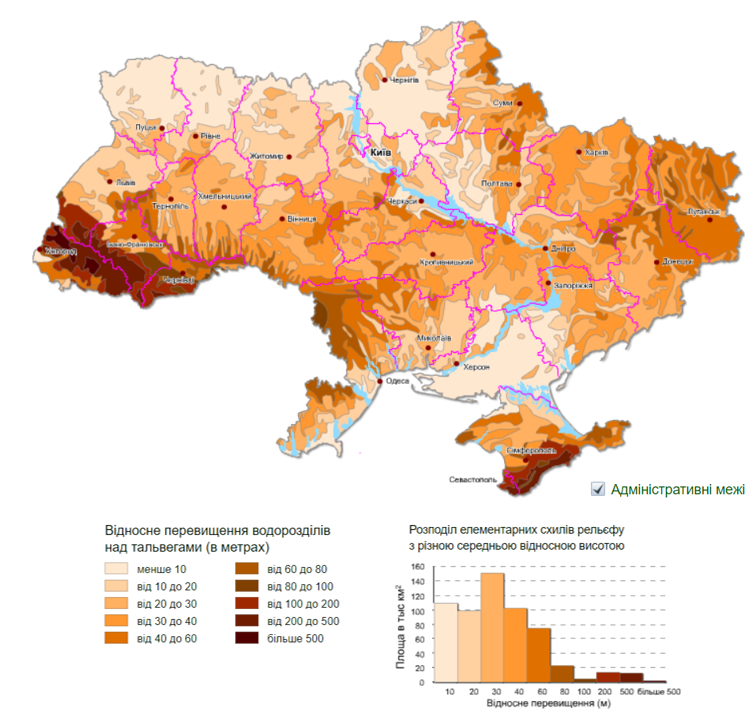 Чернігів
Суми
Луцьк
Рівне
Київ
Житомир
Харків
Львів
Полтава
Тернопіль
Хмельницький
Черкаси
Вінниця
Луганськ
Ужгород
Івано-Франківськ
Дніпро
Кропивницький
Донецьк
Чернівці
Запоріжжя
Миколаїв
Херсон
Одеса
Сімферополь
Севастополь
Адміністративні межі
Відносне перевищення водорозділів
над тальвегами (в метрах)
менше 10
від 10 до 20
від 20 до 30
від 30 до 40
від 40 до 60
від 60 до 80
від 80 до 100
від 100 до 200
від 200 до 500
більше 500
Розподіл елементарних схилів рельєфу
з різною середньою відносною висотою
Площа в тыс км²
160
140
120
100
80
60
40
20
0
10 20 30 40 60 80 100 200 500 більше 500
Відносне перевищення (м)